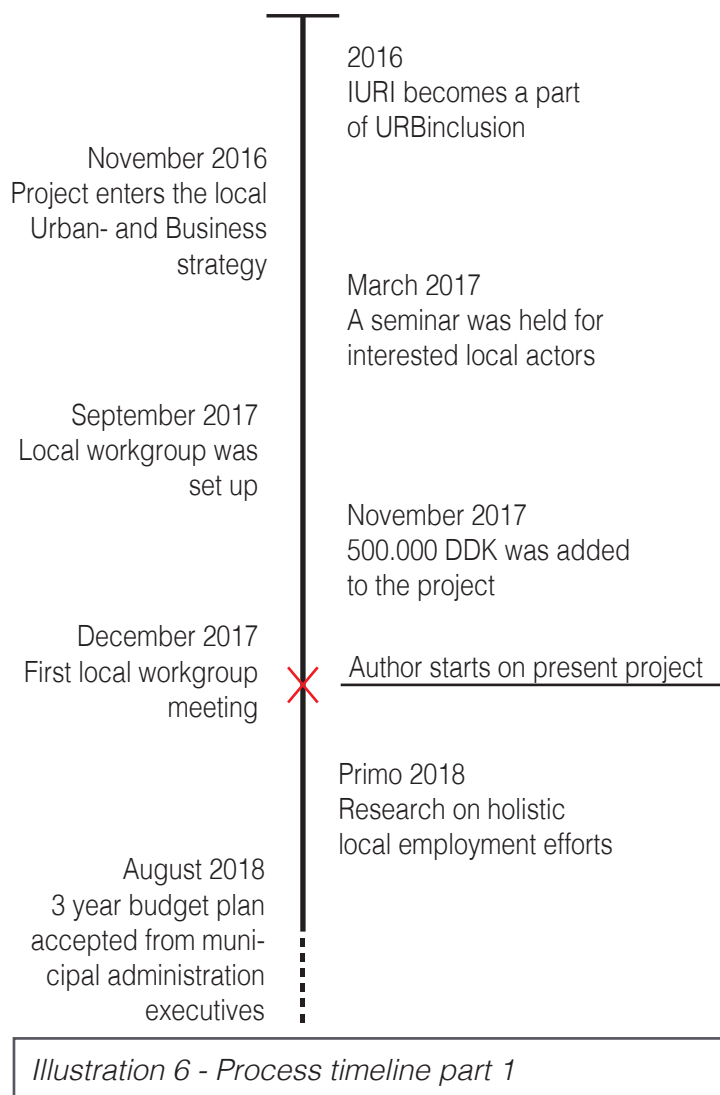 2016
IURI becomes a part
of URBinclusion
November 2016
Project enters the local
Urban- and Business
strategy
March 2017
A seminar was held for
interested local actors
September 2017
Local workgroup was
set up
November 2017
500.000 DDK was added
to the project
December 2017
First local workgroup
meeting
Author starts on present project
Primo 2018
Research on holistic
local employment efforts
August 2018
3 year budget plan
accepted from muni-
cipal administration
executives
Illustration 6 - Process timeline part 1